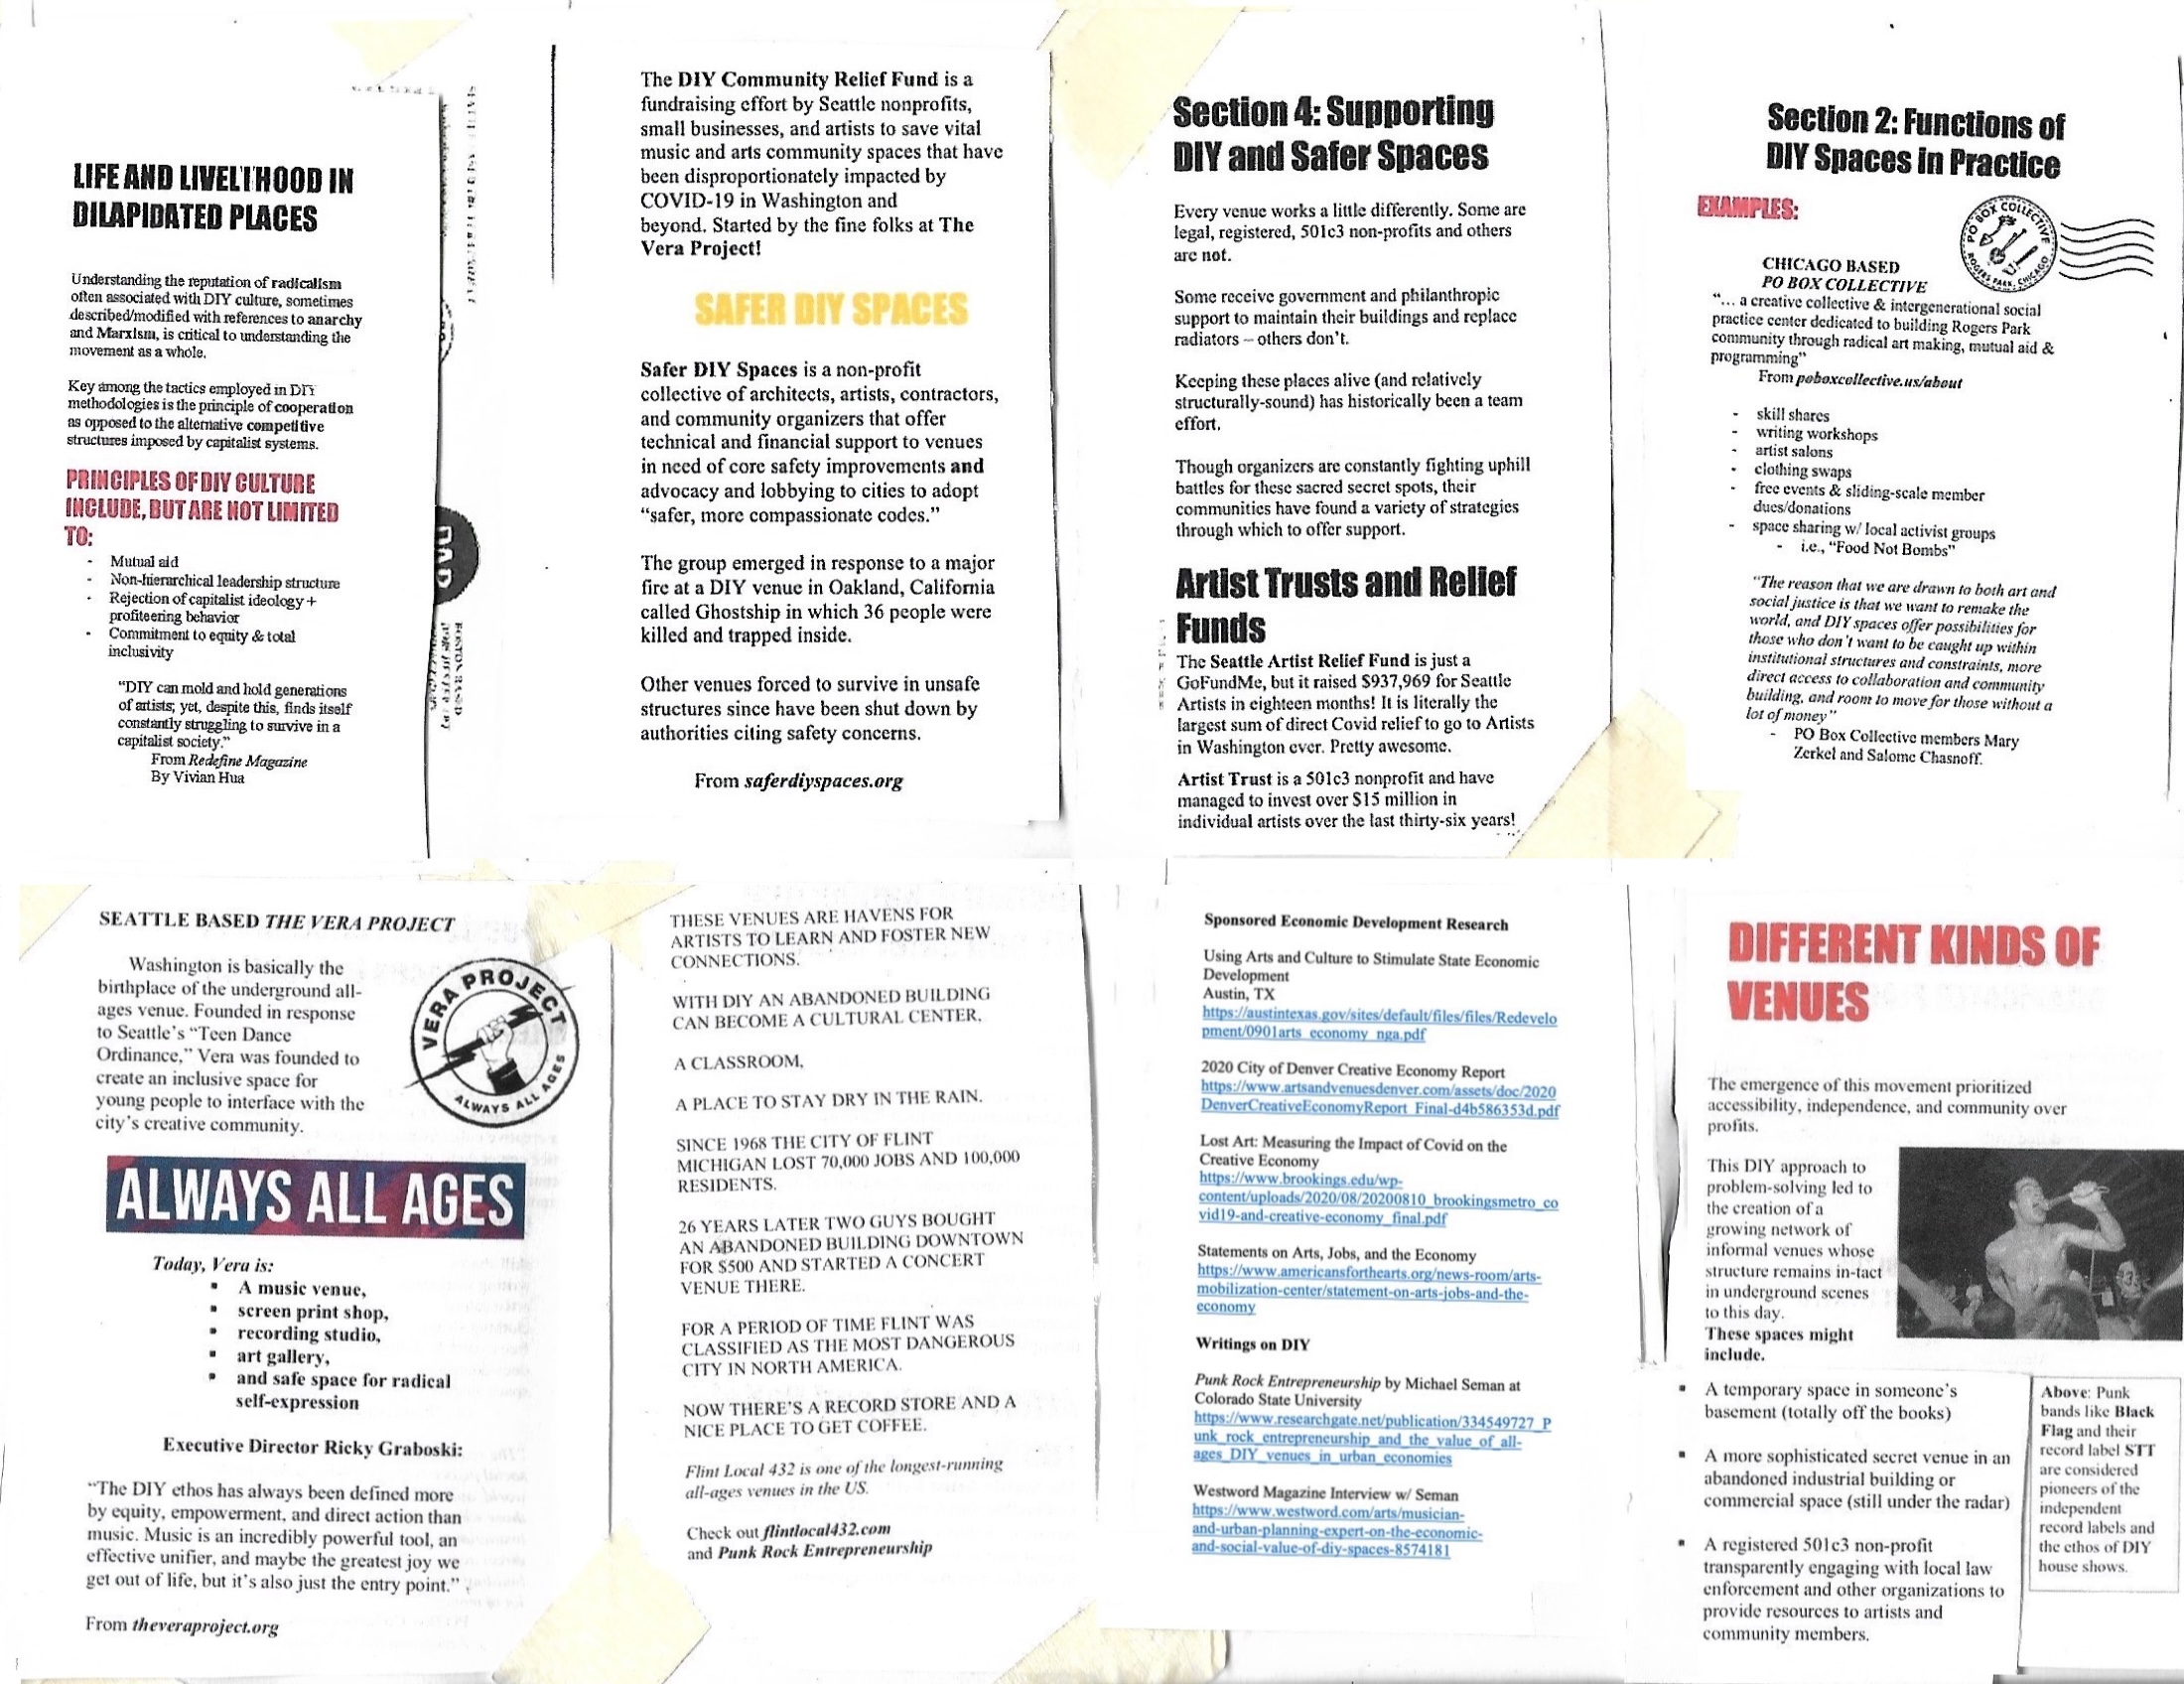 LIFE AND LIVELIHOOD IN
DILAPIDATED PLACES
Understanding the reputation of radicalism
often associated with DIY culture, sometimes
described/modified with references to anarchy
and Marxism, is critical to understanding the
movement as a whole.
Key among the tactics employed in DIY
methodologies is the principle of cooperation
as opposed to the alternative competitive
structures imposed by capitalist systems.
PRINCIPLES OF DIY CULTURE
INCLUDE, BUT ARE NOT LIMITED
TO:
- Mutual aid
- Non-hierarchical leadership structure
- Rejection of capitalist ideology +
profiteering behavior
- Commitment to equity & total
inclusivity
"DIY can mold and hold generations
of artists; yet, despite this, finds itself
constantly struggling to survive in a
capitalist society."
From Redefine Magazine
By Vivian Hua
The DIY Community Relief Fund is a
fundraising effort by Seattle nonprofits,
small businesses, and artists to save vital
music and arts community spaces that have
been disproportionately impacted by
COVID-19 in Washington and
beyond. Started by the fine folks at The
Vera Project!
SAFER DIY SPACES
Safer DIY Spaces is a non-profit
collective of architects, artists, contractors,
and community organizers that offer
technical and financial support to venues
in need of core safety improvements and
advocacy and lobbying to cities to adopt
"safer, more compassionate codes."
The group emerged in response to a major
fire at a DIY venue in Oakland, California
called Ghostship in which 36 people were
killed and trapped inside.
Other venues forced to survive in unsafe
structures since have been shut down by
authorities citing safety concerns.
From saferdiyspaces.org
Section 4: Supporting
DIY and Safer Spaces
Every venue works a little differently. Some are
legal, registered, 501c3 non-profits and others
are not.
Some receive government and philanthropic
support to maintain their buildings and replace
radiators – others don't.
Keeping these places alive (and relatively
structurally-sound) has historically been a team
effort.
Though organizers are constantly fighting uphill
battles for these sacred secret spots, their
communities have found a variety of strategies
through which to offer support.
Artist Trusts and Relief
Funds
The Seattle Artist Relief Fund is just a
GoFundMe, but it raised $937,969 for Seattle
Artists in eighteen months! It is literally the
largest sum of direct Covid relief to go to Artists
in Washington ever. Pretty awesome.
Artist Trust is a 501c3 nonprofit and have
managed to invest over $15 million in
individual artists over the last thirty-six years!
Section 2: Functions of
DIY Spaces in Practice
EXAMPLES:
PO BOX COLLECTIVE
ROGERS PARK, CHICAGO
CHICAGO BASED
PO BOX COLLECTIVE
"... a creative collective & intergenerational social
practice center dedicated to building Rogers Park
community through radical art making, mutual aid &
programming"
From poboxcollective.us/about
- skill shares
- writing workshops
- artist salons
- clothing swaps
- free events & sliding-scale member
dues/donations
- space sharing w/ local activist groups
- i.e., "Food Not Bombs"
"The reason that we are drawn to both art and
social justice is that we want to remake the
world, and DIY spaces offer possibilities for
those who don't want to be caught up within
institutional structures and constraints, more
direct access to collaboration and community
building, and room to move for those without a
lot of money"
- PO Box Collective members Mary
Zerkel and Salome Chasnoff.
SEATTLE BASED THE VERA PROJECT
Washington is basically the
birthplace of the underground all-
ages venue. Founded in response
to Seattle's "Teen Dance
Ordinance," Vera was founded to
create an inclusive space for
young people to interface with the
city's creative community.
VERA PROJECT
ALWAYS ALL AGES
ALWAYS ALL AGES
Today, Vera is:
▪ A music venue,
▪ screen print shop,
▪ recording studio,
▪ art gallery,
▪ and safe space for radical
self-expression
Executive Director Ricky Graboski:
"The DIY ethos has always been defined more
by equity, empowerment, and direct action than
music. Music is an incredibly powerful tool, an
effective unifier, and maybe the greatest joy we
get out of life, but it's also just the entry point."
From theveraproject.org
THESE VENUES ARE HAVENS FOR
ARTISTS TO LEARN AND FOSTER NEW
CONNECTIONS.
WITH DIY AN ABANDONED BUILDING
CAN BECOME A CULTURAL CENTER,
A CLASSROOM,
A PLACE TO STAY DRY IN THE RAIN.
SINCE 1968 THE CITY OF FLINT
MICHIGAN LOST 70,000 JOBS AND 100,000
RESIDENTS.
26 YEARS LATER TWO GUYS BOUGHT
AN ABANDONED BUILDING DOWNTOWN
FOR $500 AND STARTED A CONCERT
VENUE THERE.
FOR A PERIOD OF TIME FLINT WAS
CLASSIFIED AS THE MOST DANGEROUS
CITY IN NORTH AMERICA.
NOW THERE'S A RECORD STORE AND A
NICE PLACE TO GET COFFEE.
Flint Local 432 is one of the longest-running
all-ages venues in the US.
Check out flintlocal432.com
and Punk Rock Entrepreneurship
Sponsored Economic Development Research
Using Arts and Culture to Stimulate State Economic
Development
Austin, TX
https://austintexas.gov/sites/default/files/files/Redevelo
pment/0901arts_economy_nga.pdf
2020 City of Denver Creative Economy Report
https://www.artsandvenuesdenver.com/assets/doc/2020
DenverCreativeEconomyReport_Final-d4b586353d.pdf
Lost Art: Measuring the Impact of Covid on the
Creative Economy
https://www.brookings.edu/wp-
content/uploads/2020/08/20200810_brookingsmetro_co
vid19-and-creative-economy_final.pdf
Statements on Arts, Jobs, and the Economy
https://www.americansforthearts.org/news-room/arts-
mobilization-center/statement-on-arts-jobs-and-the-
economy
Writings on DIY
Punk Rock Entrepreneurship by Michael Seman at
Colorado State University
https://www.researchgate.net/publication/334549727_P
unk_rock_entrepreneurship_and_the_value_of_all-
ages_DIY_venues_in_urban_economies
Westword Magazine Interview w/ Seman
https://www.westword.com/arts/musician-
and-urban-planning-expert-on-the-economic-
and-social-value-of-diy-spaces-8574181
DIFFERENT KINDS OF
VENUES
The emergence of this movement prioritized
accessibility, independence, and community over
profits.
This DIY approach to
problem-solving led to
the creation of a
growing network of
informal venues whose
structure remains in-tact
in underground scenes
to this day.
These spaces might
include.
▪ A temporary space in someone's
basement (totally off the books)
▪ A more sophisticated secret venue in an
abandoned industrial building or
commercial space (still under the radar)
▪ A registered 501c3 non-profit
transparently engaging with local law
enforcement and other organizations to
provide resources to artists and
community members.
Above: Punk
bands like Black
Flag and their
record label STT
are considered
pioneers of the
independent
record labels and
the ethos of DIY
house shows.